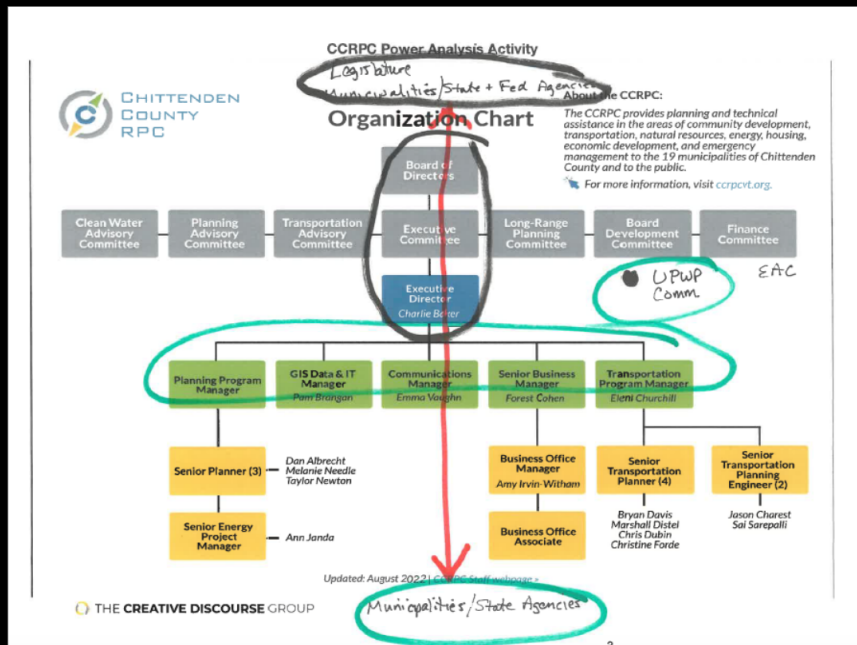 CCRPC Power Analysis Activity
Legislature
Municipalities/State + Fed Agencies
CHITTENDEN
COUNTY
RPC
Organization Chart
About the CCRPC:
The CCRPC provides planning and technical
assistance in the areas of community development,
transportation, natural resources, energy, housing,
economic development, and emergency
management to the 19 municipalities of Chittenden
County and to the public.
For more information, visit ccrpcvt.org.
Board of
Directors
Clean Water
Advisory
Committee
Planning
Advisory
Committee
Transportation
Advisory
Committee
Executive
Committee
Long-Range
Planning
Committee
Board
Development
Committee
Finance
Committee
UPWP
Comm
EAC
Executive
Director
Charlie Baker
Planning Program
Manager
GIS Data & IT
Manager
Pam Brangan
Communications
Manager
Emma Vaughn
Senior Business
Manager
Forest Cohen
Transportation
Program Manager
Eleni Churchill
Senior Planner (3)
Dan Albrecht
Melanie Needle
Taylor Newton
Senior Energy
Project
Manager
Ann Janda
Business Office
Manager
Amy Irvin-Witham
Business Office
Associate
Senior
Transportation
Planner (4)
Bryan Davis
Marshall Distel
Chris Dubin
Christine Forde
Senior
Transportation
Planning
Engineer (2)
Jason Charest
Sai Sarepalli
Updated: August 2022 | CCRPC Staff webpage »
THE CREATIVE DISCOURSE GROUP
Municipalities/State Agencies